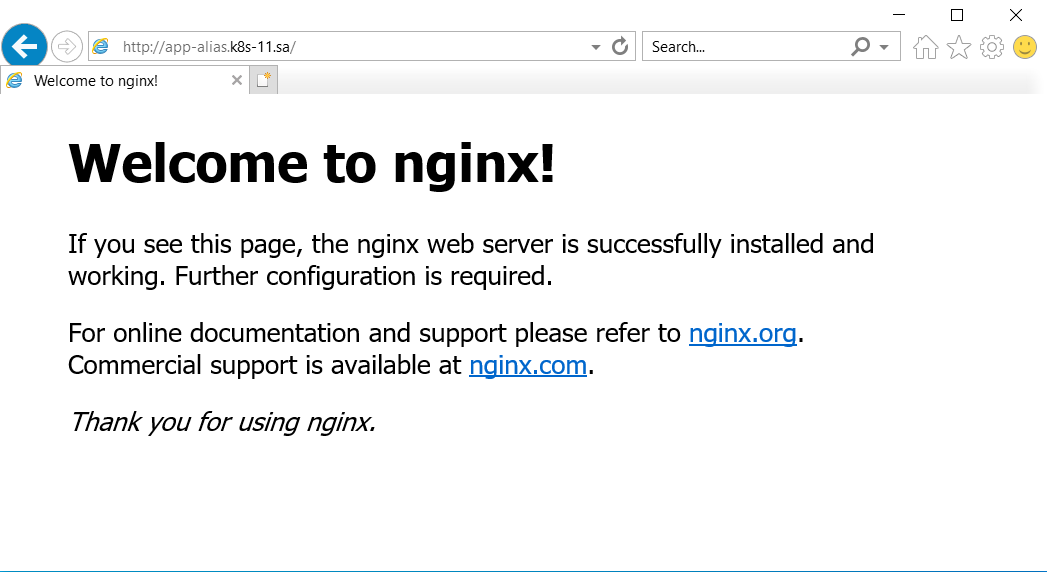 http://app-alias.k8s-11.sa/
Search...
Welcome to nginx!
Welcome to nginx!
If you see this page, the nginx web server is successfully installed and
working. Further configuration is required.
For online documentation and support please refer to nginx.org.
Commercial support is available at nginx.com.
Thank you for using nginx.